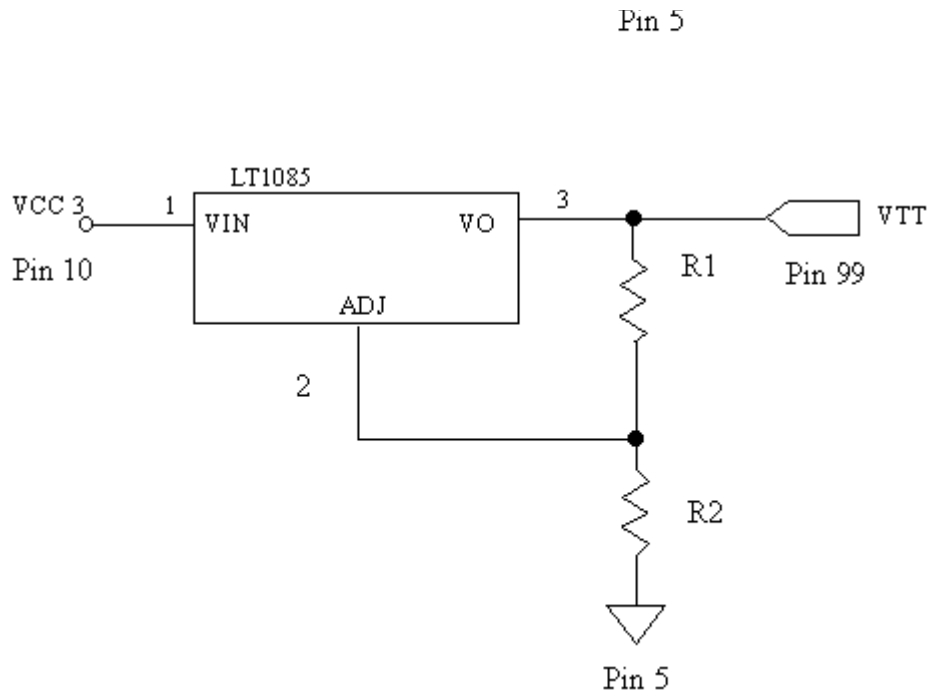 Pin 5
LT1085
VCC 3
1
VIN
VO
3
VTT
Pin 10
R1
Pin 99
ADJ
2
R2
Pin 5